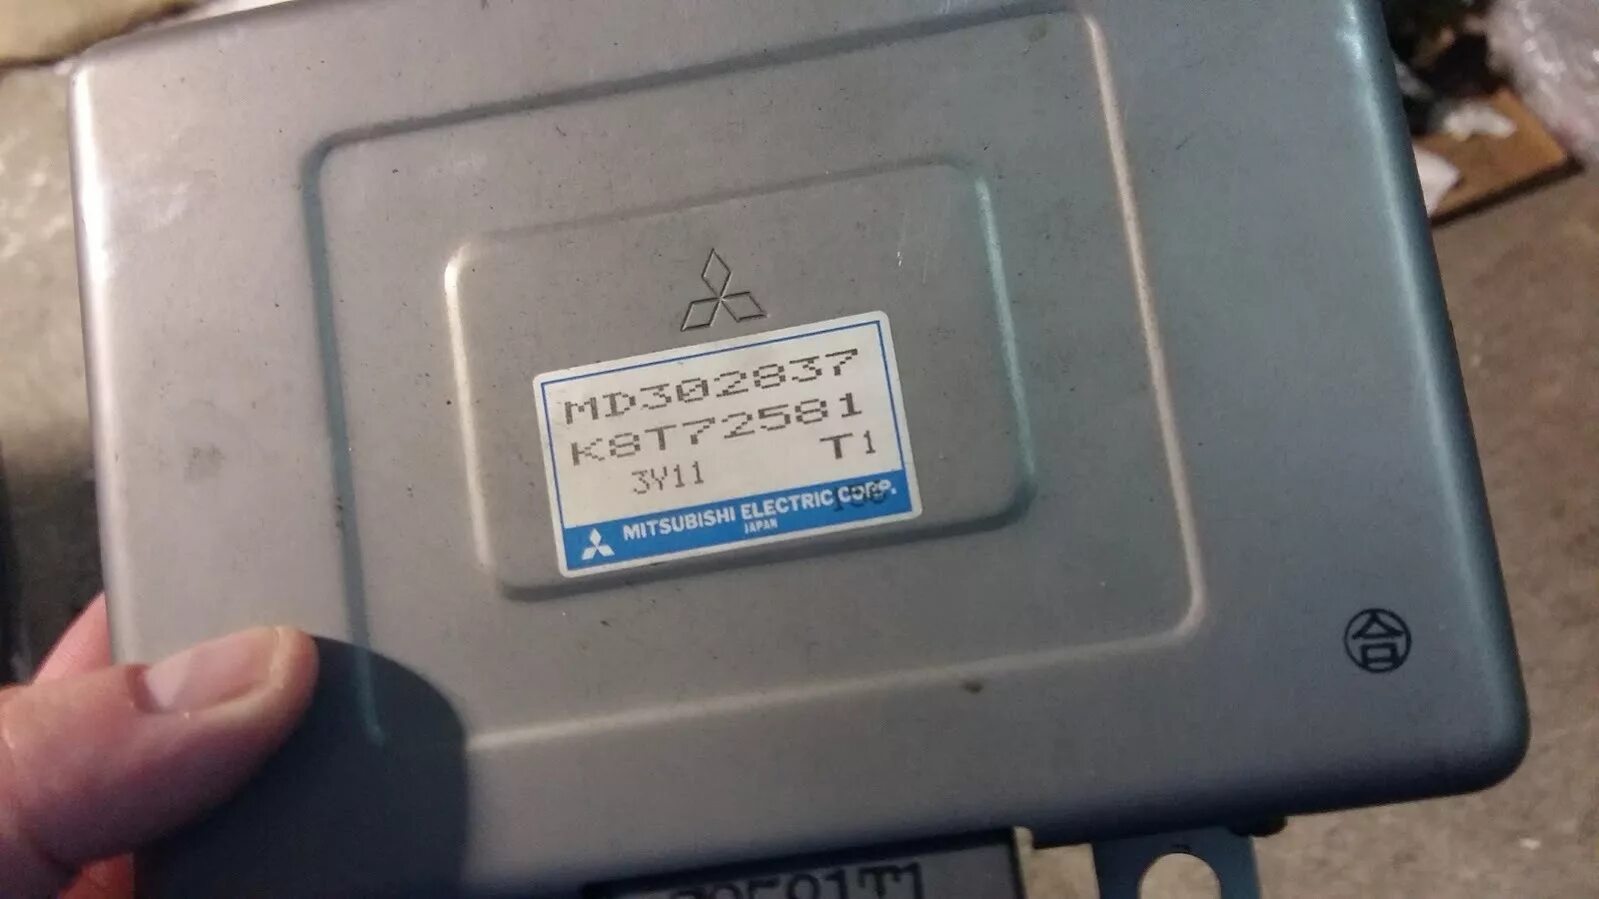 MD302837
K8T72581
3Y11 T1
MITSUBISHI ELECTRIC CORP.
JAPAN
合